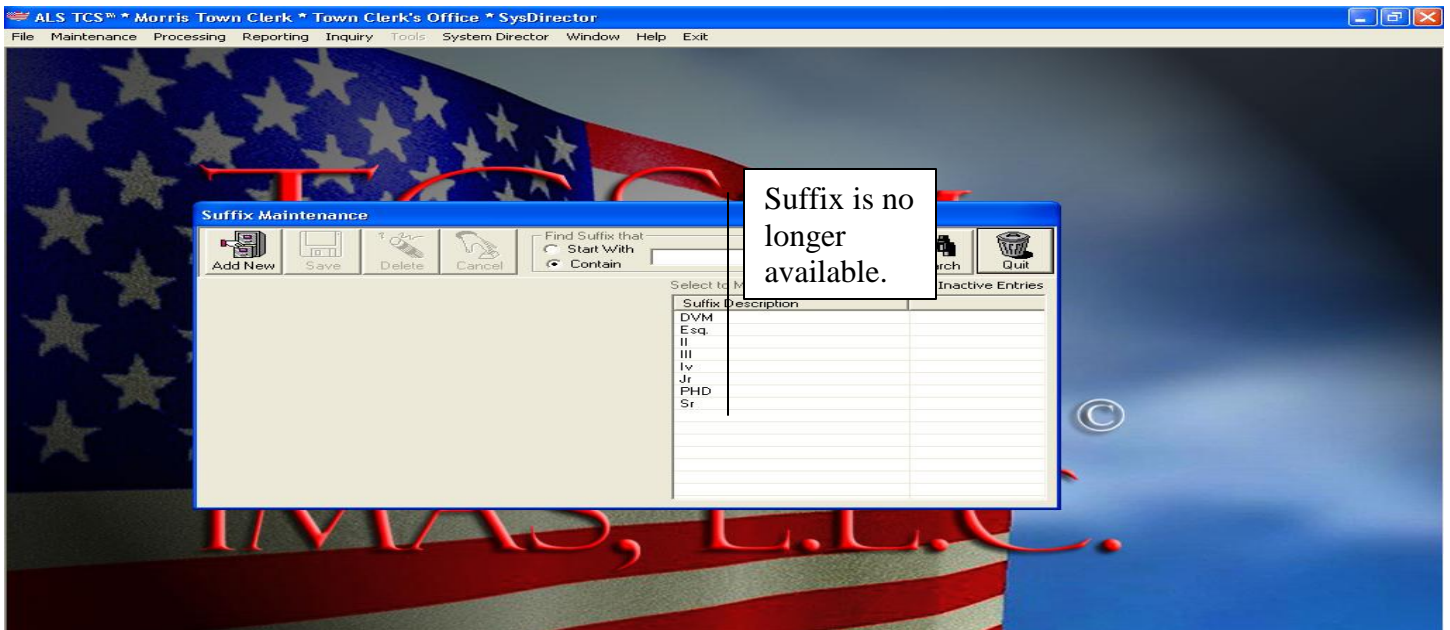 ALS TCS™ * Morris Town Clerk * Town Clerk's Office * SysDirector
File Maintenance Processing Reporting Inquiry Tools System Director Window Help Exit
Suffix is no
longer
available.
Suffix Maintenance
Add New Save Delete Cancel
Find Suffix that
Start With
Contain
Quit
Select to
Inactive Entries
Suffix Description
DVM
Esq.
II
III
Iv
Jr
PHD
Sr
©
IMAS, L.L.C.